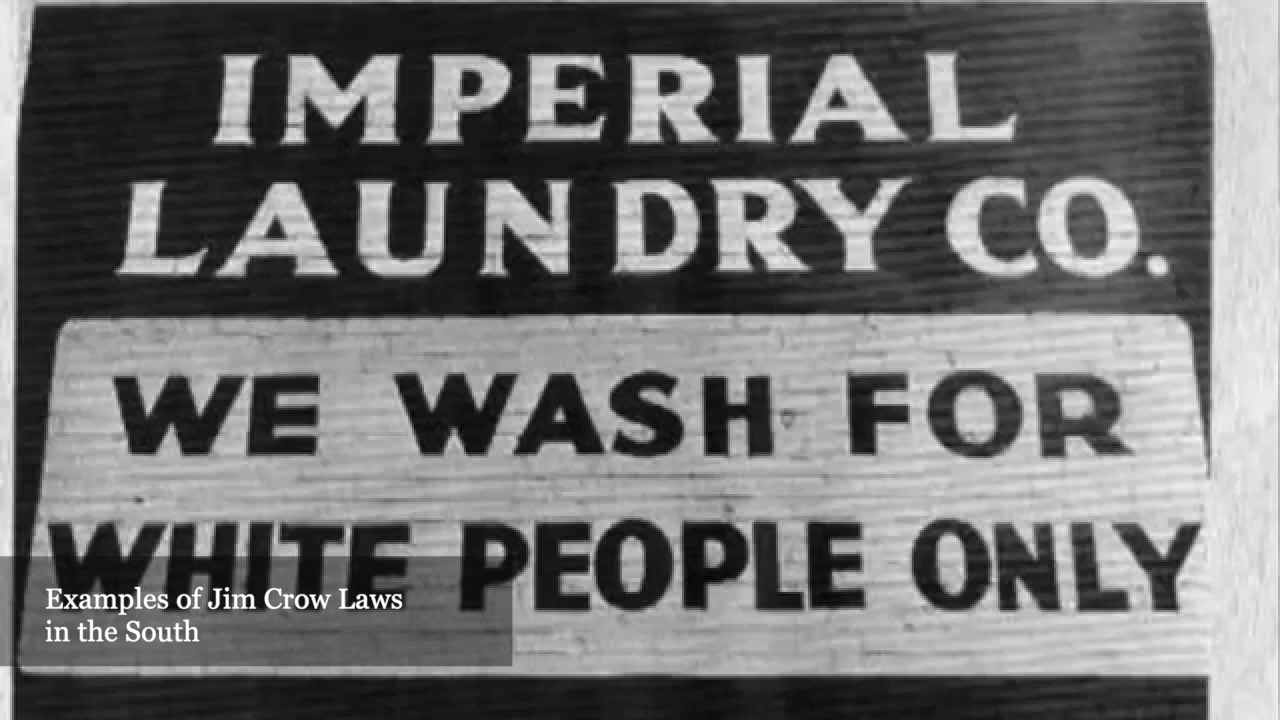 IMPERIAL
LAUNDRY CO.
WE WASH FOR
WHITE PEOPLE ONLY
Examples of Jim Crow Laws
in the South